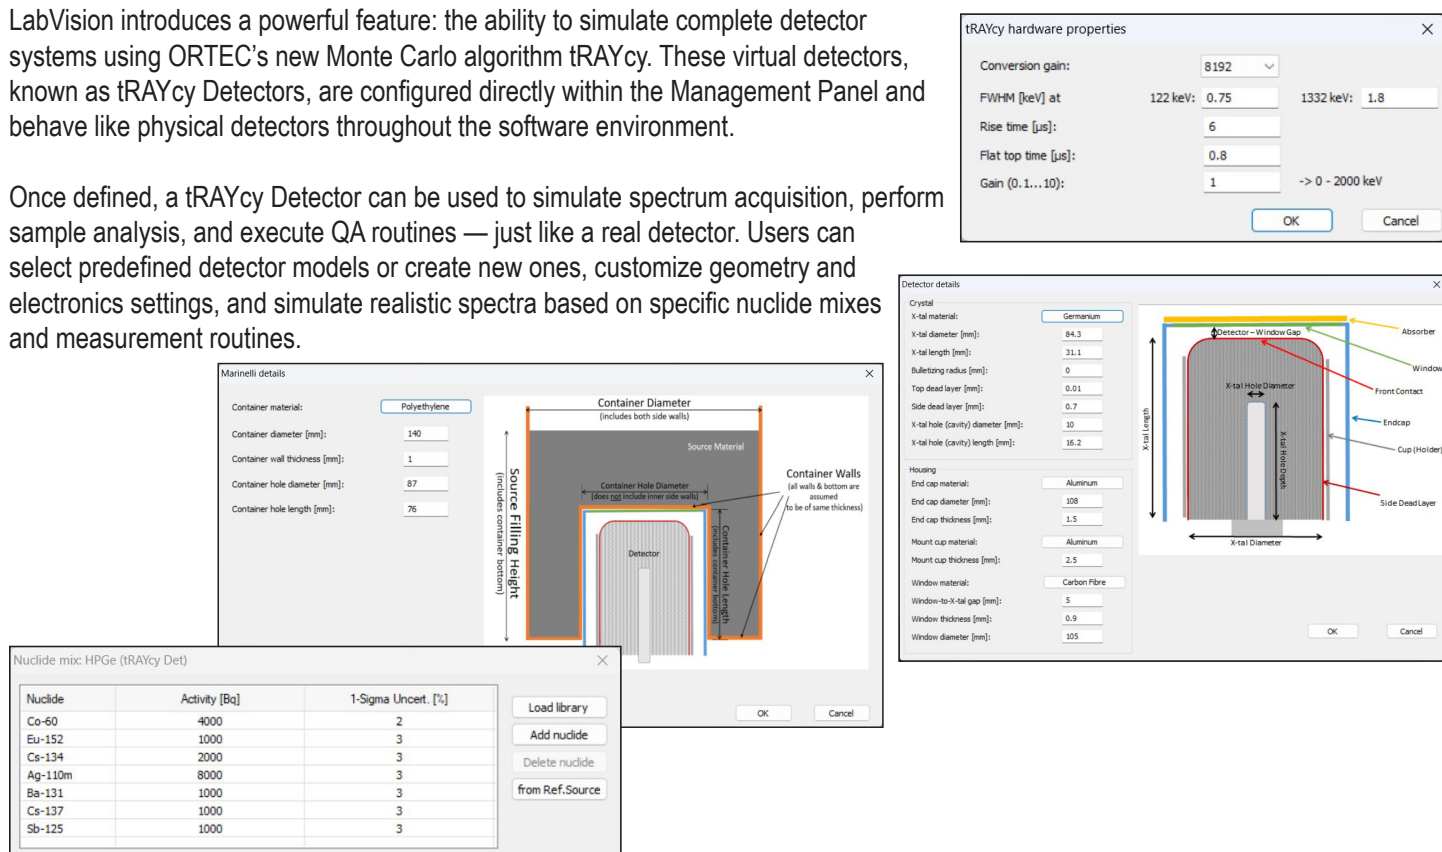 LabVision introduces a powerful feature: the ability to simulate complete detector
systems using ORTEC's new Monte Carlo algorithm tRAYcy. These virtual detectors,
known as tRAYcy Detectors, are configured directly within the Management Panel and
behave like physical detectors throughout the software environment.
Once defined, a tRAYcy Detector can be used to simulate spectrum acquisition, perform
sample analysis, and execute QA routines — just like a real detector. Users can
select predefined detector models or create new ones, customize geometry and
electronics settings, and simulate realistic spectra based on specific nuclide mixes
and measurement routines.
tRAYcy hardware properties
Conversion gain: 8192
FWHM [keV] at 122 keV: 0.75 1332 keV: 1.8
Rise time [µs]: 6
Flat top time [µs]: 0.8
Gain (0.1...10): 1 -> 0 - 2000 keV
OK Cancel
Detector details
Crystal
X-tal material: Germanium
X-tal diameter [mm]: 84.3
X-tal length [mm]: 31.1
Bulletizing radius [mm]: 0
Top dead layer [mm]: 0.01
Side dead layer [mm]: 0.7
X-tal hole (cavity) diameter [mm]: 10
X-tal hole (cavity) length [mm]: 16.2
Housing
End cap material: Aluminum
End cap diameter [mm]: 108
End cap thickness [mm]: 1.5
Mount cup material: Aluminum
Mount cup thickness [mm]: 2.5
Window material: Carbon Fibre
Window-to-X-tal gap [mm]: 5
Window thickness [mm]: 0.9
Window diameter [mm]: 105
Absorber
Detector – Window Gap
Window
X-tal Hole Diameter
Front Contact
Endcap
X-tal Length
X-tal Hole Depth
Cup (Holder)
Side Dead Layer
X-tal Diameter
OK Cancel
Marinelli details
Container material: Polyethylene
Container diameter [mm]: 140
Container wall thickness [mm]: 1
Container hole diameter [mm]: 87
Container hole length [mm]: 76
Container Diameter
(includes both side walls)
Source Material
Source Filling Height
(includes container bottom)
Container Hole Diameter
(does not include inner side walls)
Container Hole Length
(includes container bottom)
Detector
Container Walls
(all walls & bottom are
assumed
to be of same thickness)
OK Cancel
Nuclide mix: HPGe (tRAYcy Det)
Nuclide Activity [Bq] 1-Sigma Uncert. [%]
Co-60 4000 2
Eu-152 1000 3
Cs-134 2000 3
Ag-110m 8000 3
Ba-131 1000 3
Cs-137 1000 3
Sb-125 1000 3
Load library
Add nuclide
Delete nuclide
from Ref.Source